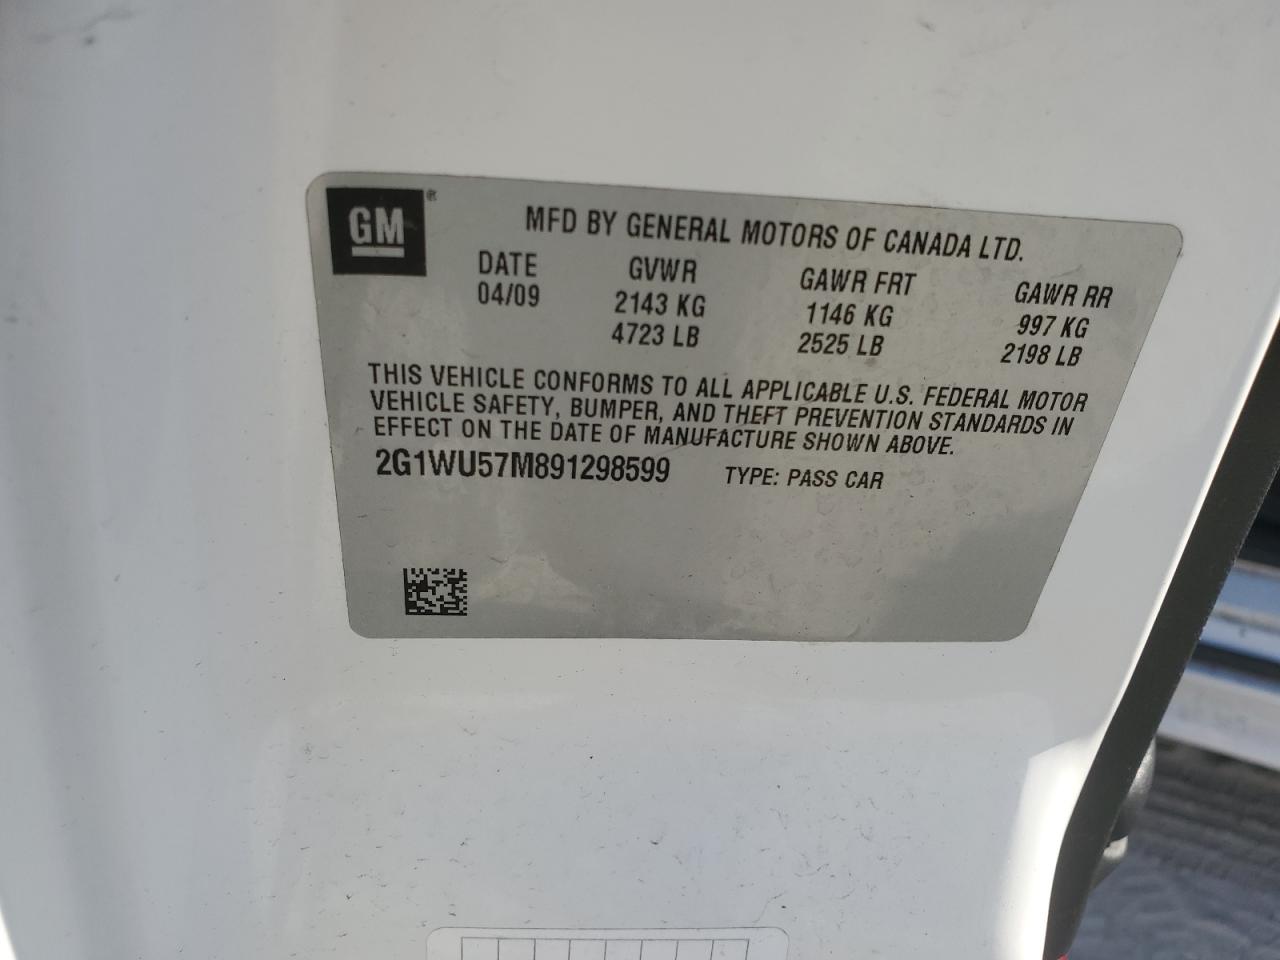 GM®
MFD BY GENERAL MOTORS OF CANADA LTD.
DATE GVWR GAWR FRT GAWR RR
04/09 2143 KG 1146 KG 997 KG
4723 LB 2525 LB 2198 LB
THIS VEHICLE CONFORMS TO ALL APPLICABLE U.S. FEDERAL MOTOR
VEHICLE SAFETY, BUMPER, AND THEFT PREVENTION STANDARDS IN
EFFECT ON THE DATE OF MANUFACTURE SHOWN ABOVE.
2G1WU57M891298599 TYPE: PASS CAR